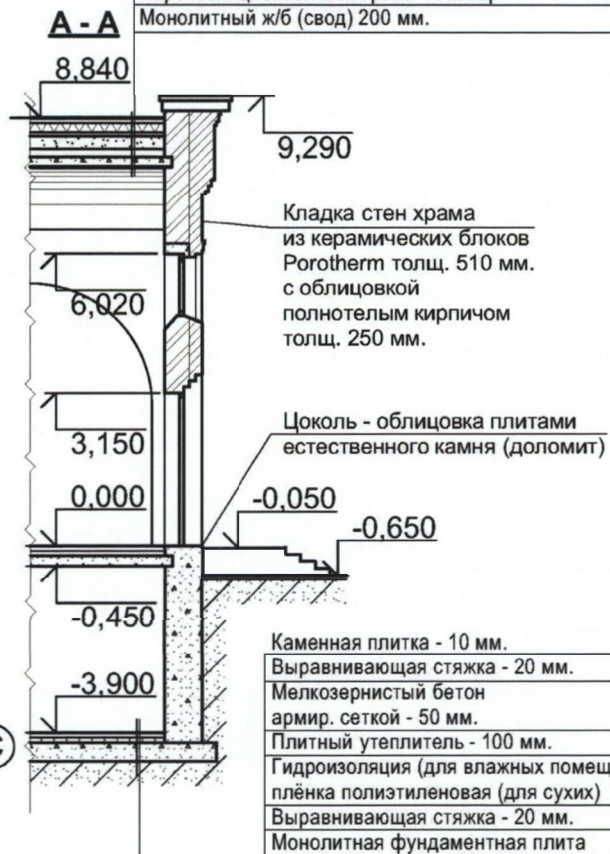 А - А
Монолитный ж/б (свод) 200 мм.
8,840
9,290
Кладка стен храма
из керамических блоков
Porotherm толщ. 510 мм.
с облицовкой
полнотелым кирпичом
толщ. 250 мм.
6,020
Цоколь - облицовка плитами
естественного камня (доломит)
3,150
0,000
-0,050
-0,650
-0,450
-3,900
Каменная плитка - 10 мм.
Выравнивающая стяжка - 20 мм.
Мелкозернистый бетон
армир. сеткой - 50 мм.
Плитный утеплитель - 100 мм.
Гидроизоляция (для влажных помещ
плёнка полиэтиленовая (для сухих)
Выравнивающая стяжка - 20 мм.
Монолитная фундаментная плита